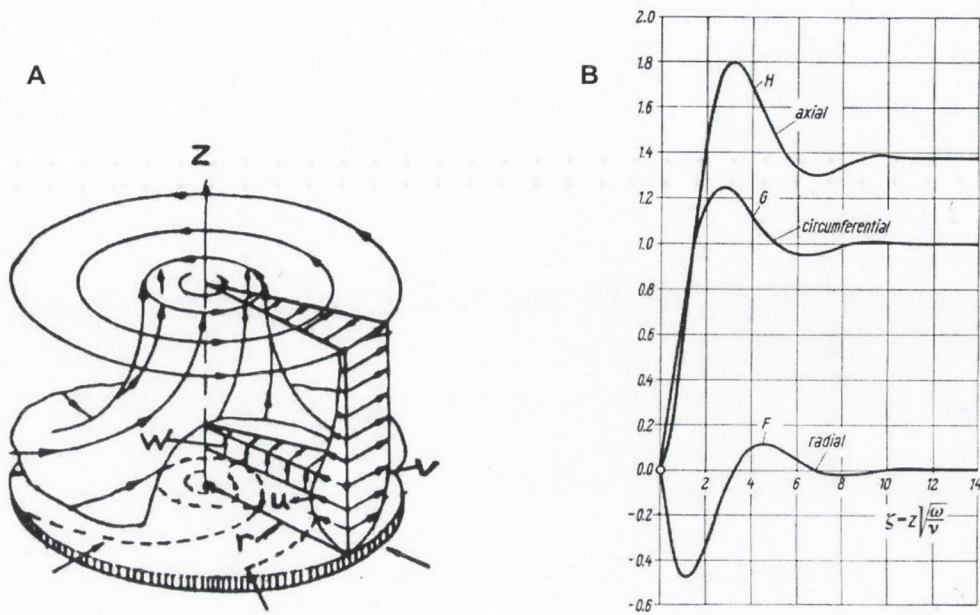 A
Z
W
u
v
r
B
2.0
1.8
1.6
1.4
1.2
1.0
0.8
0.6
0.4
0.2
0.0
-0.2
-0.4
-0.6
H
axial
G
circumferential
F
radial
2 4 6 8 10 12 14
ζ=z√ω/ν